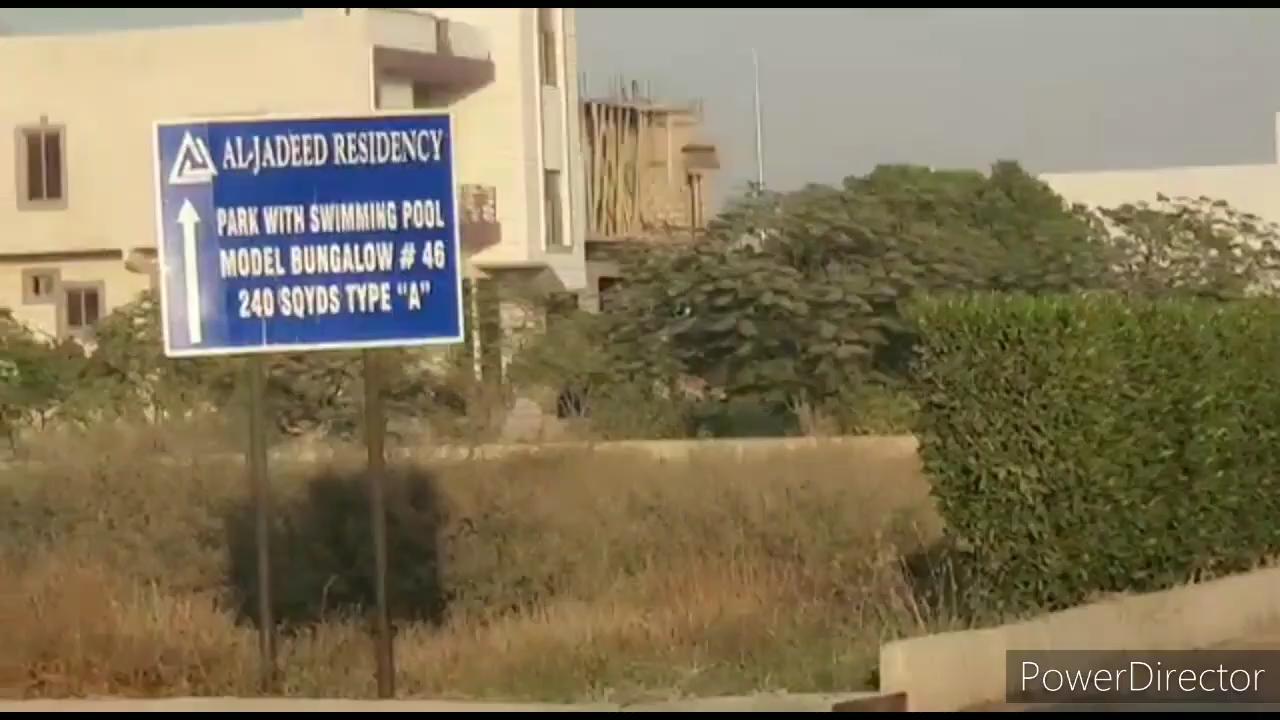 AL-JADEED RESIDENCY
PARK WITH SWIMMING POOL
MODEL BUNGALOW # 46
240 SQYDS TYPE "A"
PowerDirector